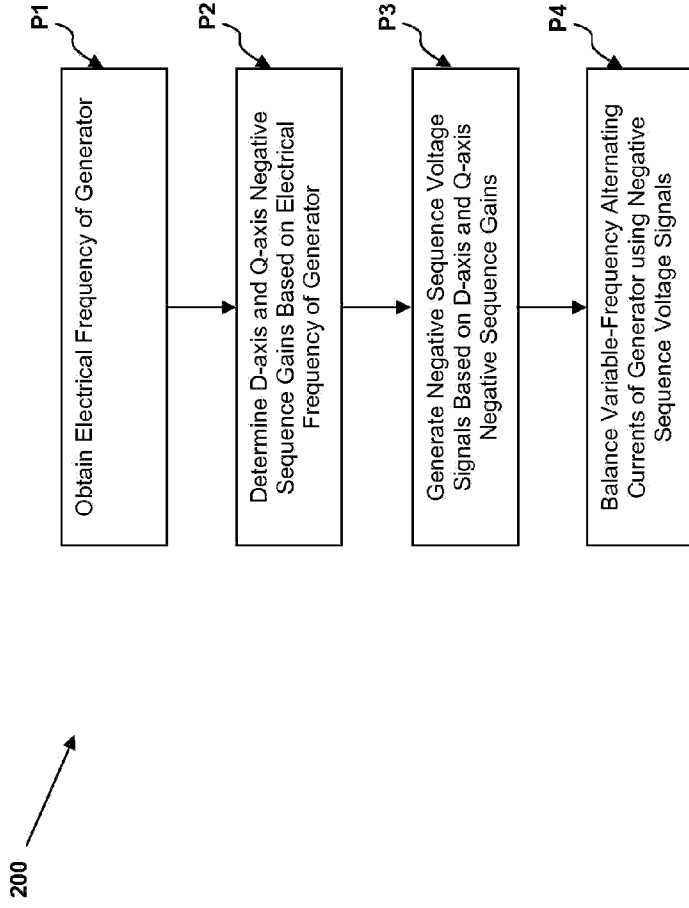 200
P1
Obtain Electrical Frequency of Generator
P2
Determine D-axis and Q-axis Negative
Sequence Gains Based on Electrical
Frequency of Generator
P3
Generate Negative Sequence Voltage
Signals Based on D-axis and Q-axis
Negative Sequence Gains
P4
Balance Variable-Frequency Alternating
Currents of Generator using Negative
Sequence Voltage Signals